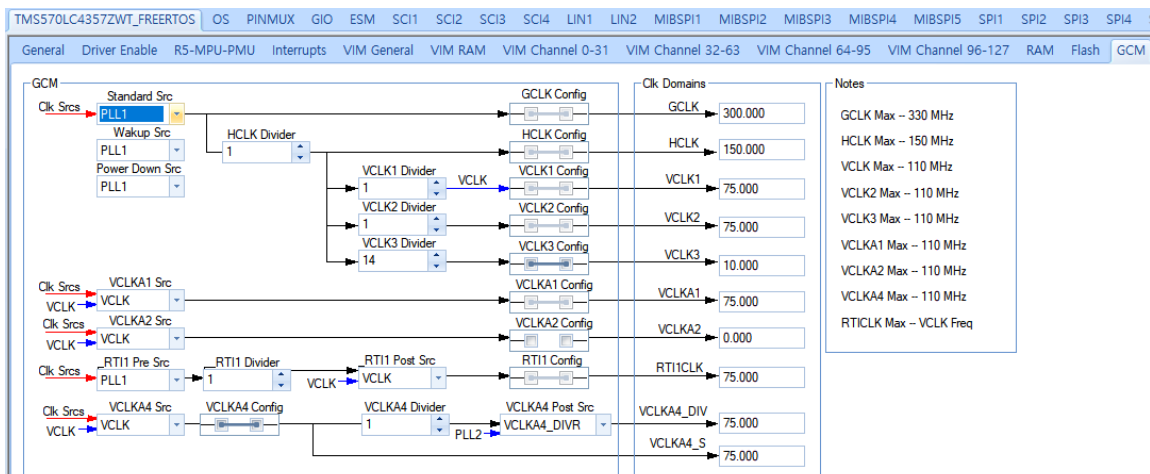 TMS570LC4357ZWT_FREERTOS OS PINMUX GIO ESM SCI1 SCI2 SCI3 SCI4 LIN1 LIN2 MIBSPI1 MIBSPI2 MIBSPI3 MIBSPI4 MIBSPI5 SPI1 SPI2 SPI3 SPI4
General Driver Enable R5-MPU-PMU Interrupts VIM General VIM RAM VIM Channel 0-31 VIM Channel 32-63 VIM Channel 64-95 VIM Channel 96-127 RAM Flash GCM
GCM
Clk Srcs
Standard Src
PLL1
Wakup Src
PLL1
Power Down Src
PLL1
HCLK Divider
1
VCLK1 Divider
1
VCLK
VCLK2 Divider
1
VCLK3 Divider
14
GCLK Config
HCLK Config
VCLK1 Config
VCLK2 Config
VCLK3 Config
Clk Srcs
VCLK
VCLKA1 Src
VCLK
VCLKA1 Config
Clk Srcs
VCLK
VCLKA2 Src
VCLK
VCLKA2 Config
Clk Srcs
RTI1 Pre Src
PLL1
RTI1 Divider
1
VCLK
RTI1 Post Src
VCLK
RTI1 Config
Clk Srcs
VCLK
VCLKA4 Src
VCLK
VCLKA4 Config
VCLKA4 Divider
1
PLL2
VCLKA4 Post Src
VCLKA4_DIVR
Clk Domains
GCLK 300.000
HCLK 150.000
VCLK1 75.000
VCLK2 75.000
VCLK3 10.000
VCLKA1 75.000
VCLKA2 0.000
RTI1CLK 75.000
VCLKA4_DIV 75.000
VCLKA4_S 75.000
Notes
GCLK Max -- 330 MHz
HCLK Max -- 150 MHz
VCLK Max -- 110 MHz
VCLK2 Max -- 110 MHz
VCLK3 Max -- 110 MHz
VCLKA1 Max -- 110 MHz
VCLKA2 Max -- 110 MHz
VCLKA4 Max -- 110 MHz
RTICLK Max -- VCLK Freq